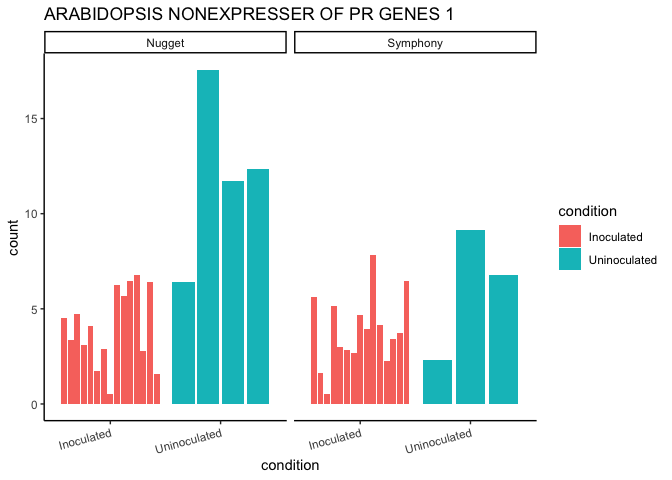 ARABIDOPSIS NONEXPRESSER OF PR GENES 1
Nugget
Symphony
15
10
5
0
count
Inoculated
Uninoculated
Inoculated
Uninoculated
condition
condition
Inoculated
Uninoculated